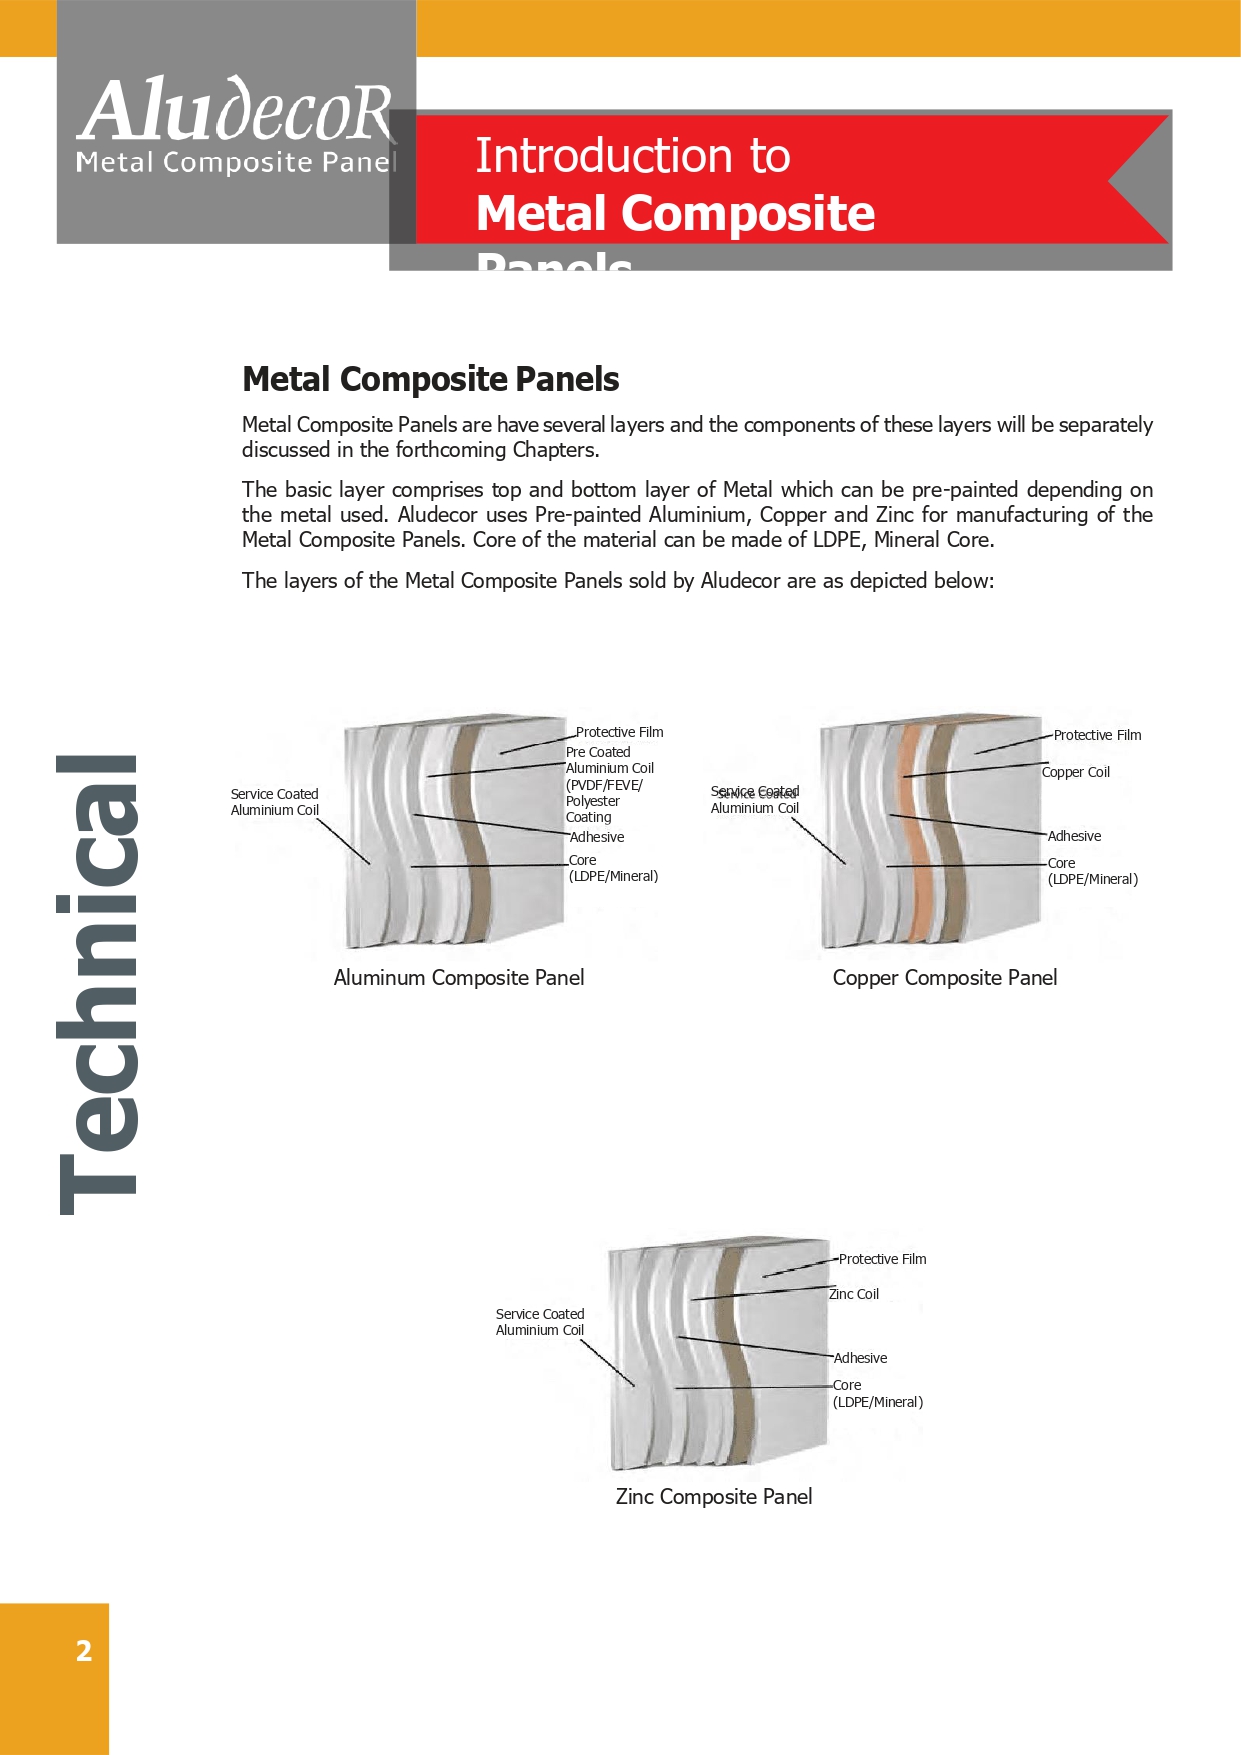 AludecoR
Metal Composite Panel
Introduction to
Metal Composite
Panels
Metal Composite Panels
Metal Composite Panels are have several layers and the components of these layers will be separately
discussed in the forthcoming Chapters.
The basic layer comprises top and bottom layer of Metal which can be pre-painted depending on
the metal used. Aludecor uses Pre-painted Aluminium, Copper and Zinc for manufacturing of the
Metal Composite Panels. Core of the material can be made of LDPE, Mineral Core.
The layers of the Metal Composite Panels sold by Aludecor are as depicted below:
Technical
Service Coated
Aluminium Coil
Protective Film
Pre Coated
Aluminium Coil
(PVDF/FEVE/
Polyester
Coating
Adhesive
Core
(LDPE/Mineral)
Aluminum Composite Panel
Service Coated
Service Coated
Aluminium Coil
Protective Film
Copper Coil
Adhesive
Core
(LDPE/Mineral)
Copper Composite Panel
Service Coated
Aluminium Coil
Protective Film
Zinc Coil
Adhesive
Core
(LDPE/Mineral)
Zinc Composite Panel
2